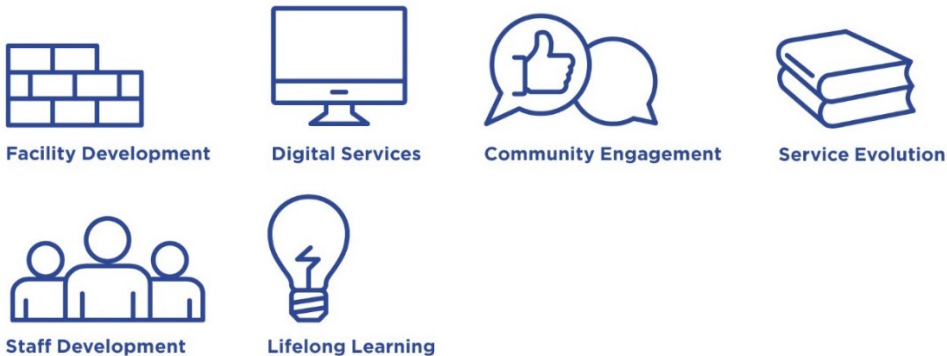 Facility Development
Digital Services
Community Engagement
Service Evolution
Staff Development
Lifelong Learning